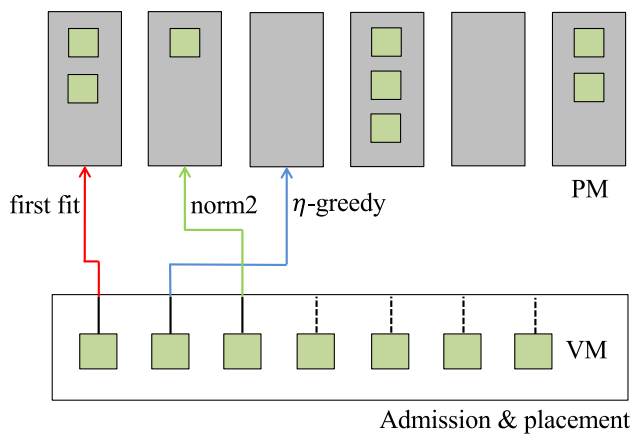 first fit
norm2
η-greedy
PM
VM
Admission & placement